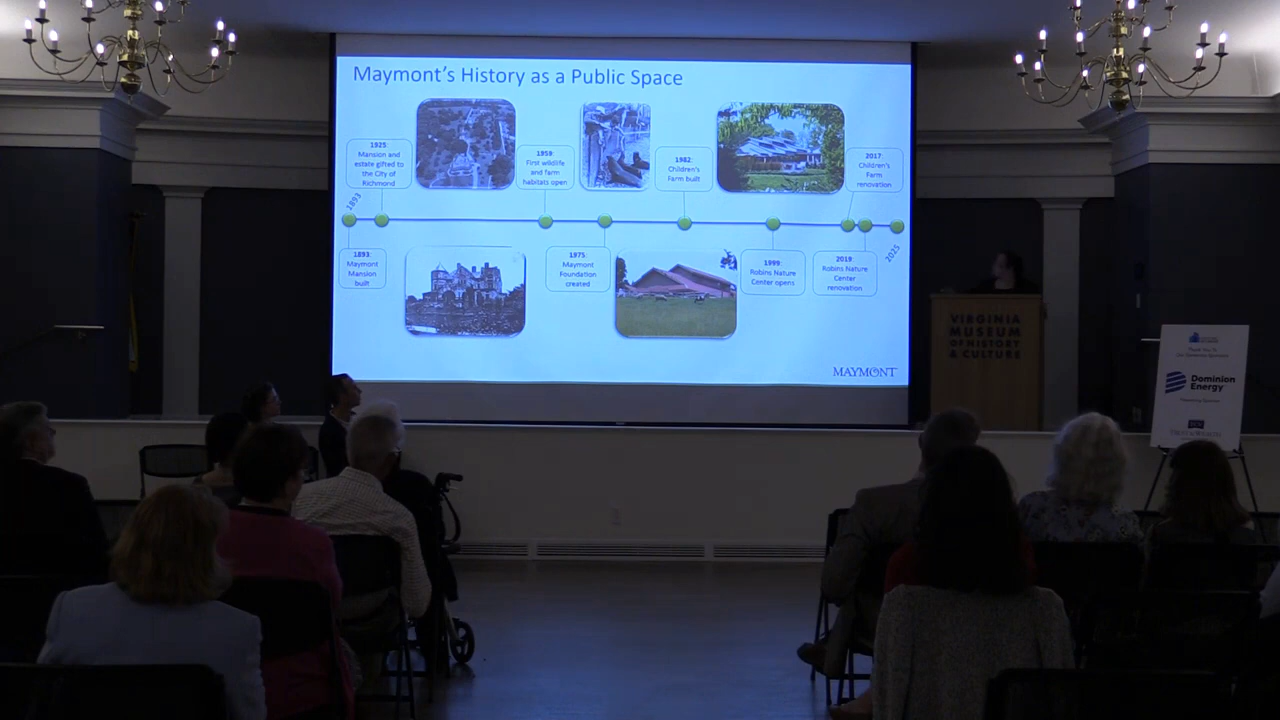 Maymont's History as a Public Space
1925:
Mansion and
estate gifted to
the City of
Richmond
1959:
First wildlife
and farm
habitats open
1982:
Children's
Farm built
2017:
Children's
Farm
renovation
1893
2025
1893:
Maymont
Mansion
built
1975:
Maymont
Foundation
created
1999:
Robins Nature
Center opens
2019:
Robins Nature
Center
renovation
MAYMONT
VIRGINIA
MUSEUM
OF HISTORY
& CULTURE
Thank You To
Dominion
Energy